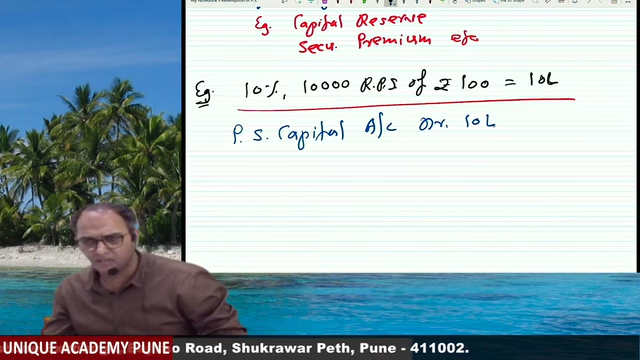 Eg. Capital Reserve
Secu. Premium etc
Eg. 10%, 10000 R.P.S of ₹ 100 = 10L
P. S. Capital A/c Dr. 10L
UNIQUE ACADEMY PUNE o Road, Shukrawar Peth, Pune - 411002.